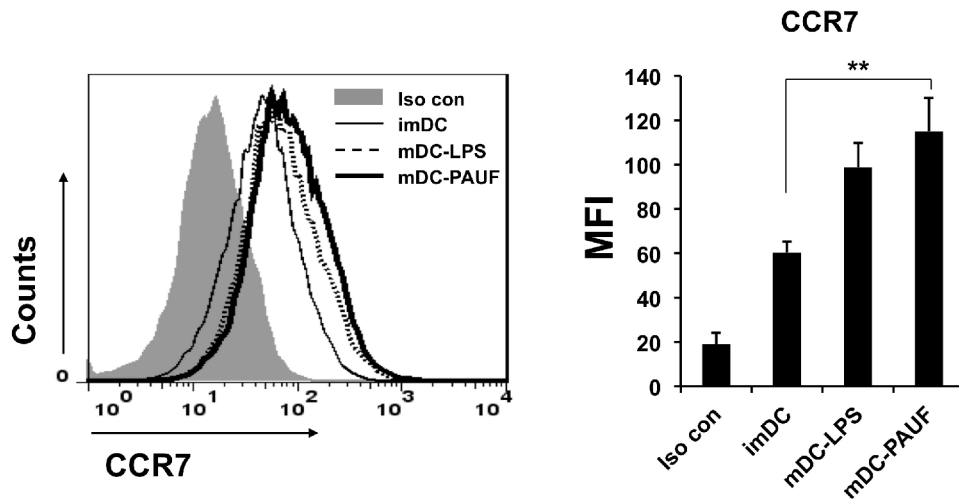 Counts
0
Iso con
imDC
mDC-LPS
mDC-PAUF
10^0 10^1 10^2 10^3 10^4
CCR7
CCR7
**
MFI
140
120
100
80
60
40
20
0
Iso con
imDC
mDC-LPS
mDC-PAUF